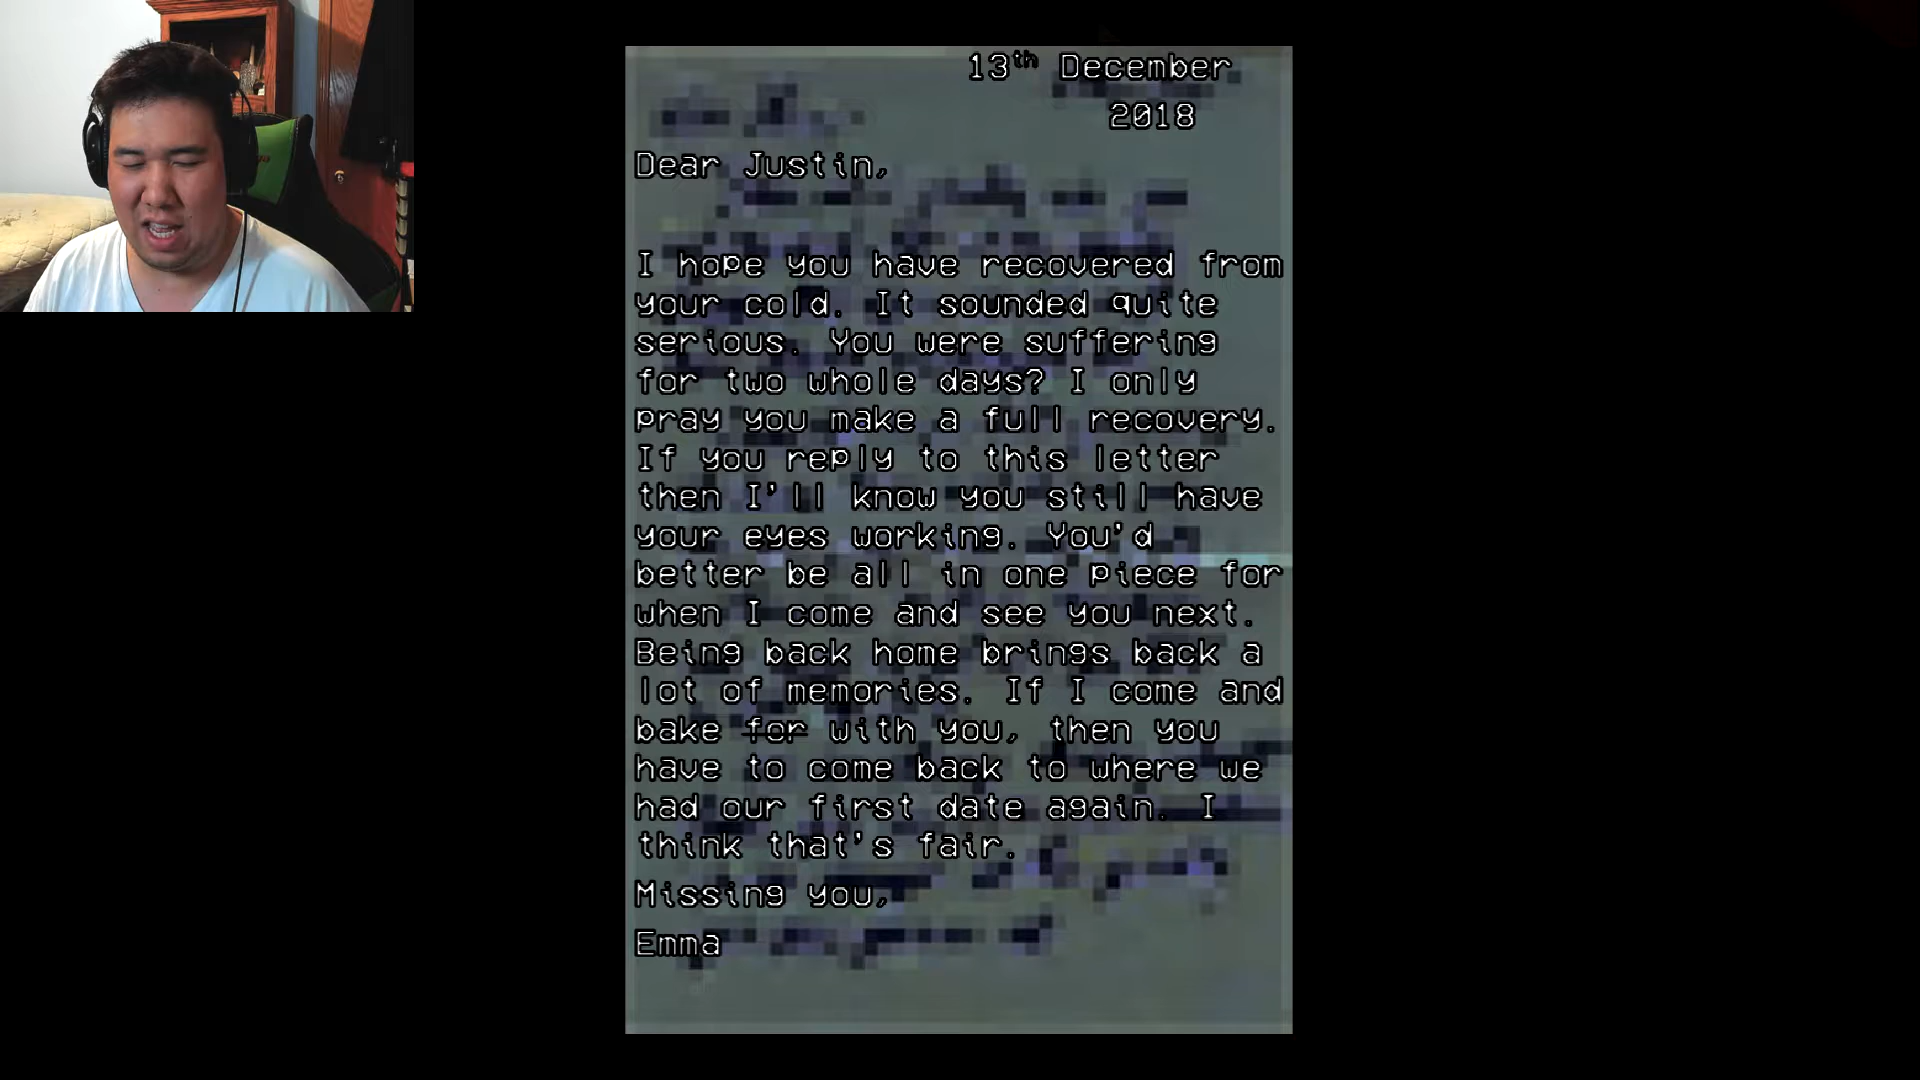 13th December
2018
Dear Justin,
I hope you have recovered from
your cold. It sounded quite
serious. You were suffering
for two whole days? I only
pray you make a full recovery.
If you reply to this letter
then I'll know you still have
your eyes working. You'd
better be all in one piece for
when I come and see you next.
Being back home brings back a
lot of memories. If I come and
bake for with you, then you
have to come back to where we
had our first date again. I
think that's fair.
Missing you,
Emma